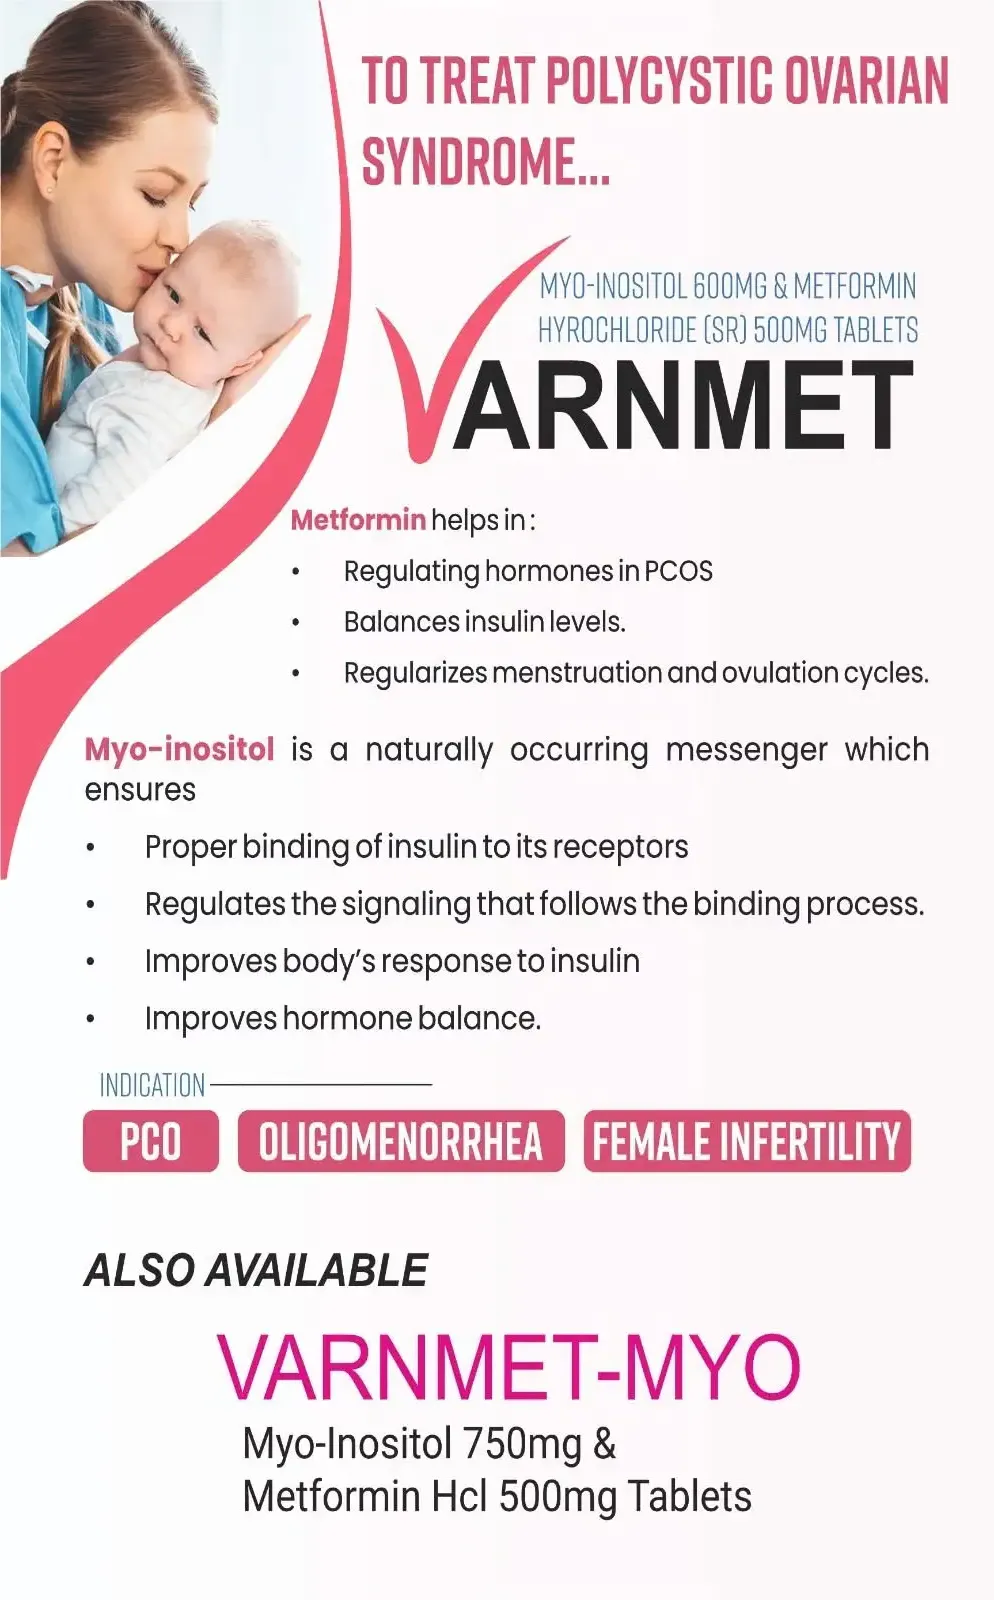 TO TREAT POLYCYSTIC OVARIAN
SYNDROME...
MYO-INOSITOL 600MG & METFORMIN
HYROCHLORIDE (SR) 500MG TABLETS
VARNMET
Metformin helps in :
• Regulating hormones in PCOS
• Balances insulin levels.
• Regularizes menstruation and ovulation cycles.
Myo-inositol is a naturally occurring messenger which
ensures
• Proper binding of insulin to its receptors
• Regulates the signaling that follows the binding process.
• Improves body's response to insulin
• Improves hormone balance.
INDICATION
PCO OLIGOMENORRHEA FEMALE INFERTILITY
ALSO AVAILABLE
VARNMET-MYO
Myo-Inositol 750mg &
Metformin Hcl 500mg Tablets